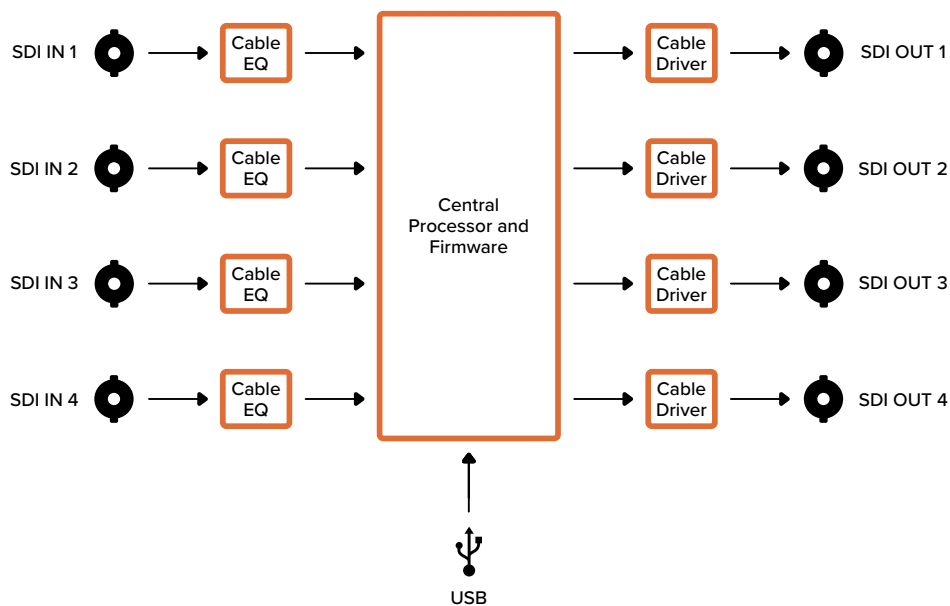 SDI IN 1
Cable
EQ
Cable
Driver
SDI OUT 1
SDI IN 2
Cable
EQ
Cable
Driver
SDI OUT 2
Central
Processor and
Firmware
SDI IN 3
Cable
EQ
Cable
Driver
SDI OUT 3
SDI IN 4
Cable
EQ
Cable
Driver
SDI OUT 4
USB